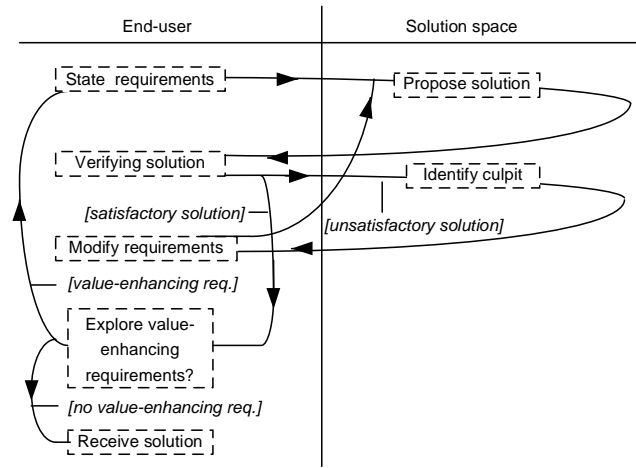 End-user
Solution space
State requirements
Propose solution
Verifying solution
Identify culpit
[satisfactory solution]
[unsatisfactory solution]
Modify requirements
[value-enhancing req.]
Explore value-
enhancing
requirements?
[no value-enhancing req.]
Receive solution